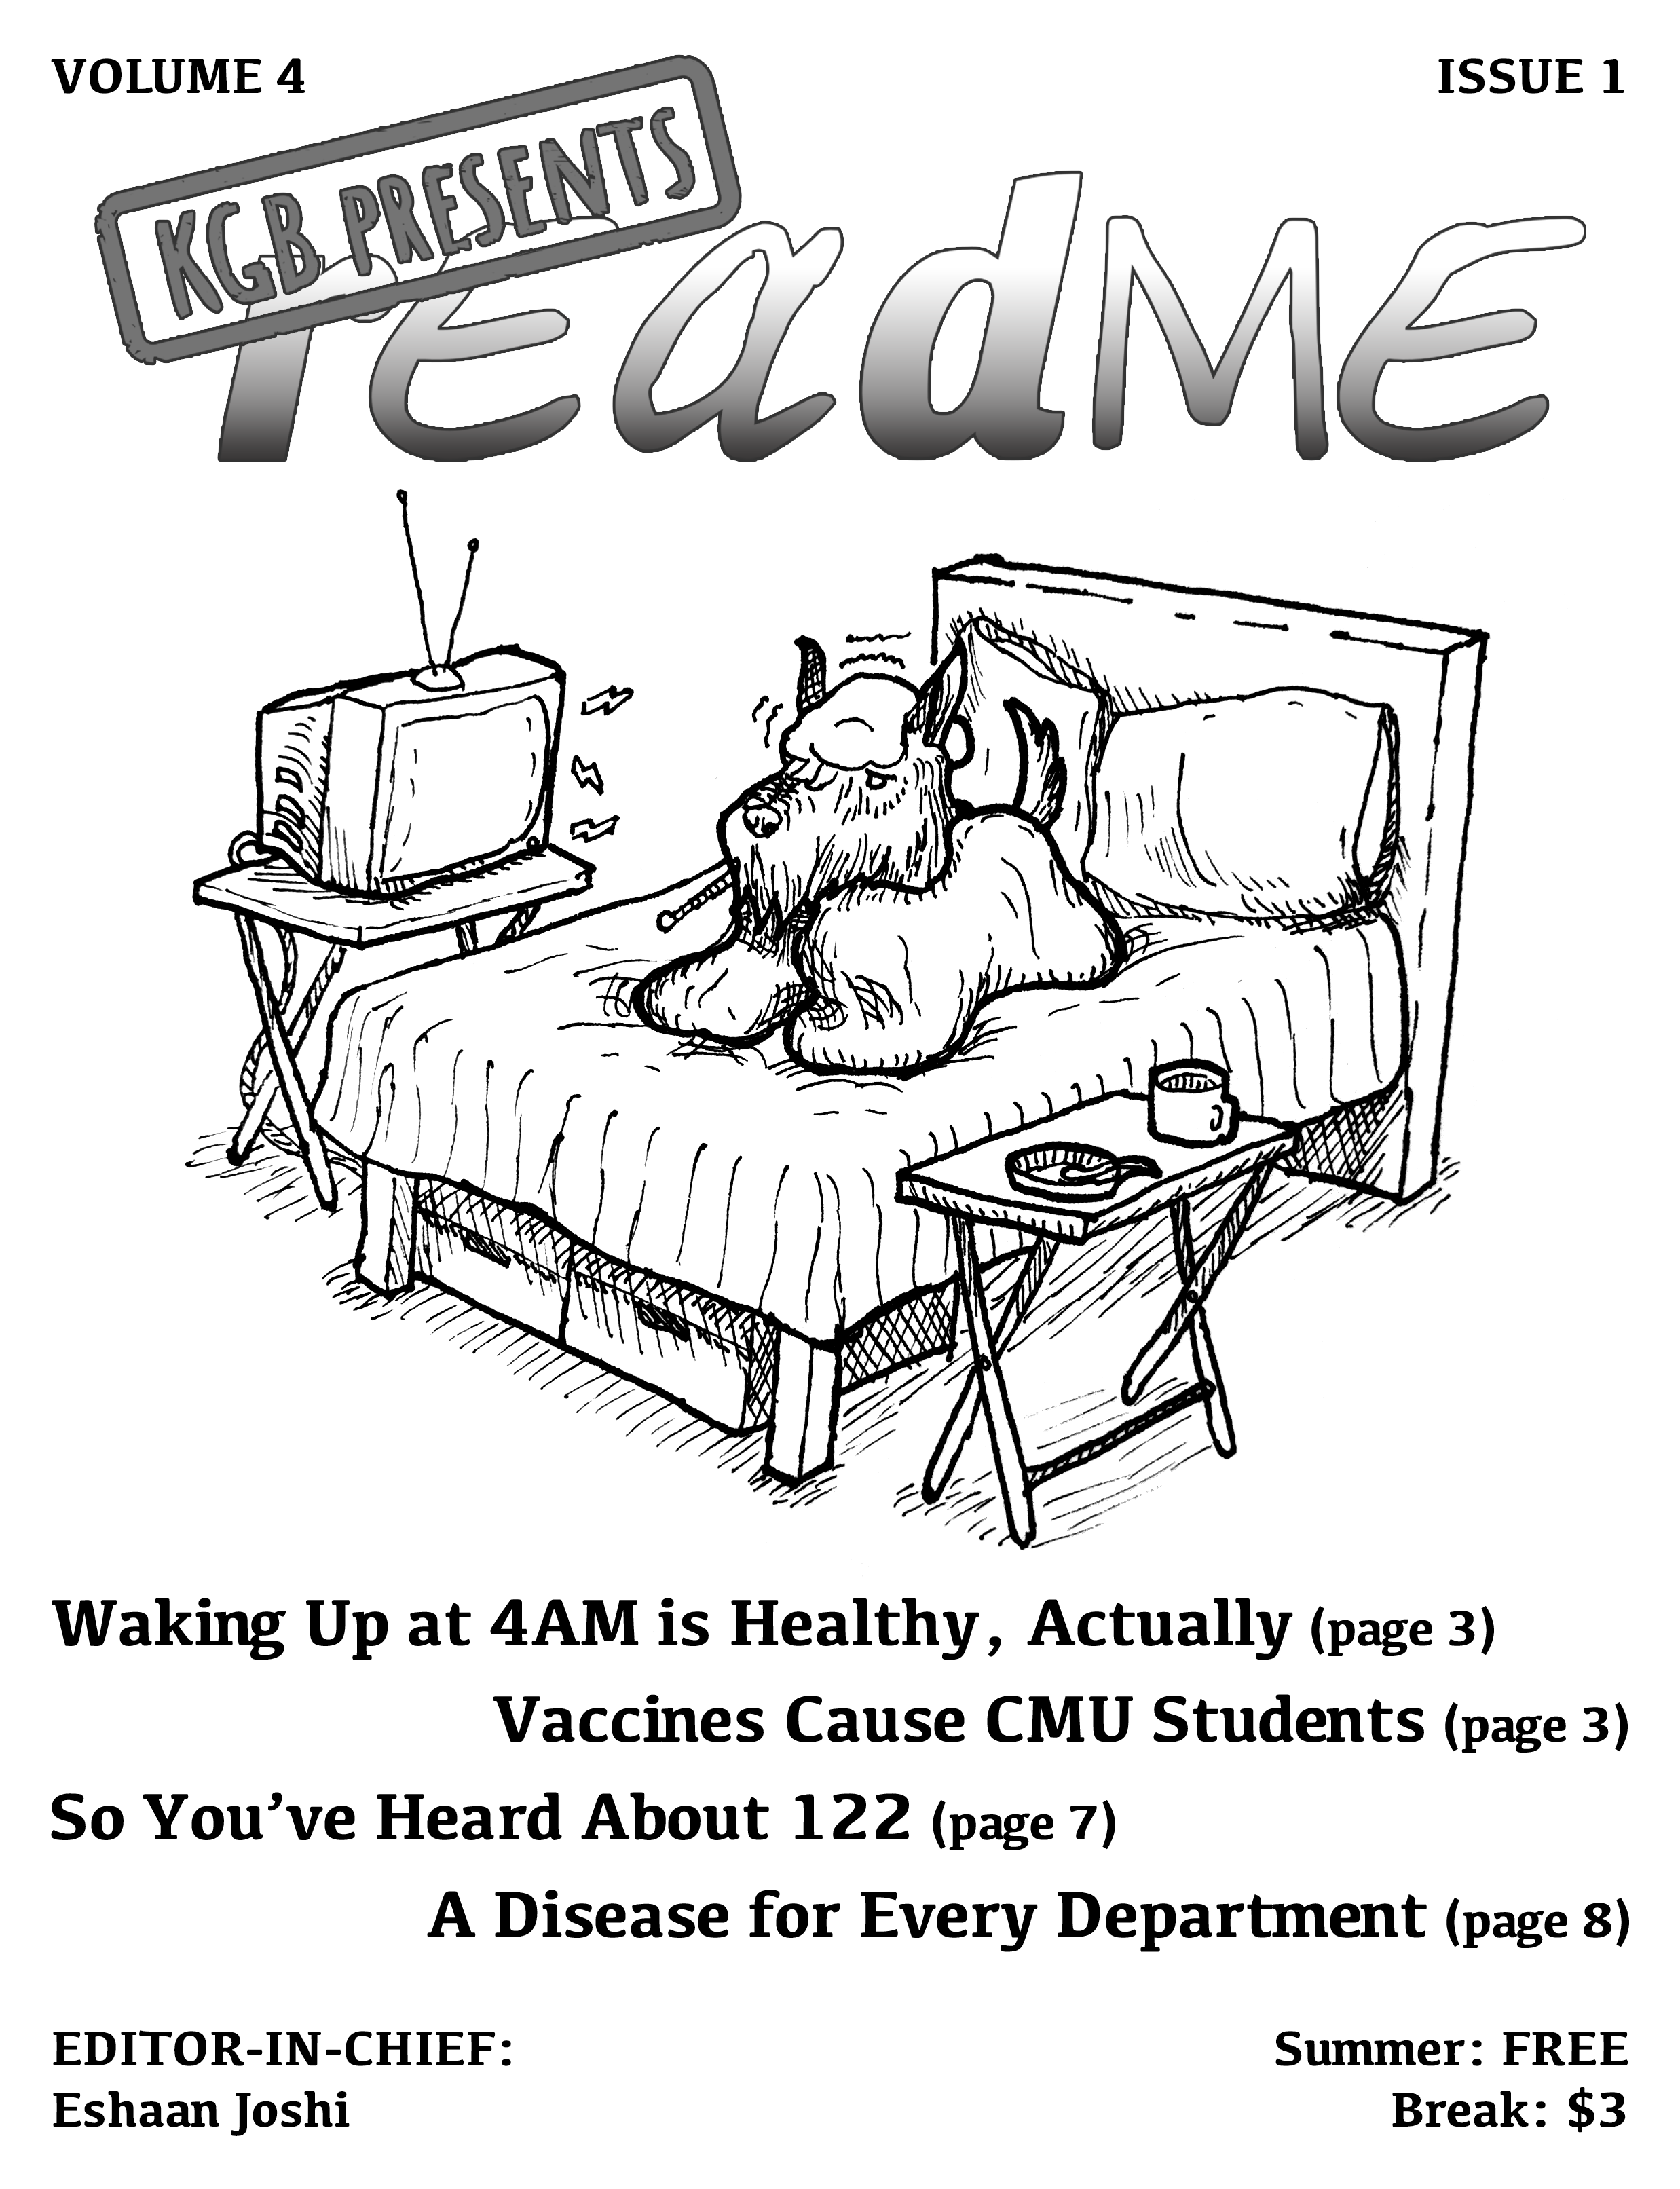 VOLUME 4
ISSUE 1
KGB PRESENTS
rEadME
Waking Up at 4AM is Healthy, Actually (page 3)
Vaccines Cause CMU Students (page 3)
So You’ve Heard About 122 (page 7)
A Disease for Every Department (page 8)
EDITOR-IN-CHIEF:
Eshaan Joshi
Summer: FREE
Break: $3